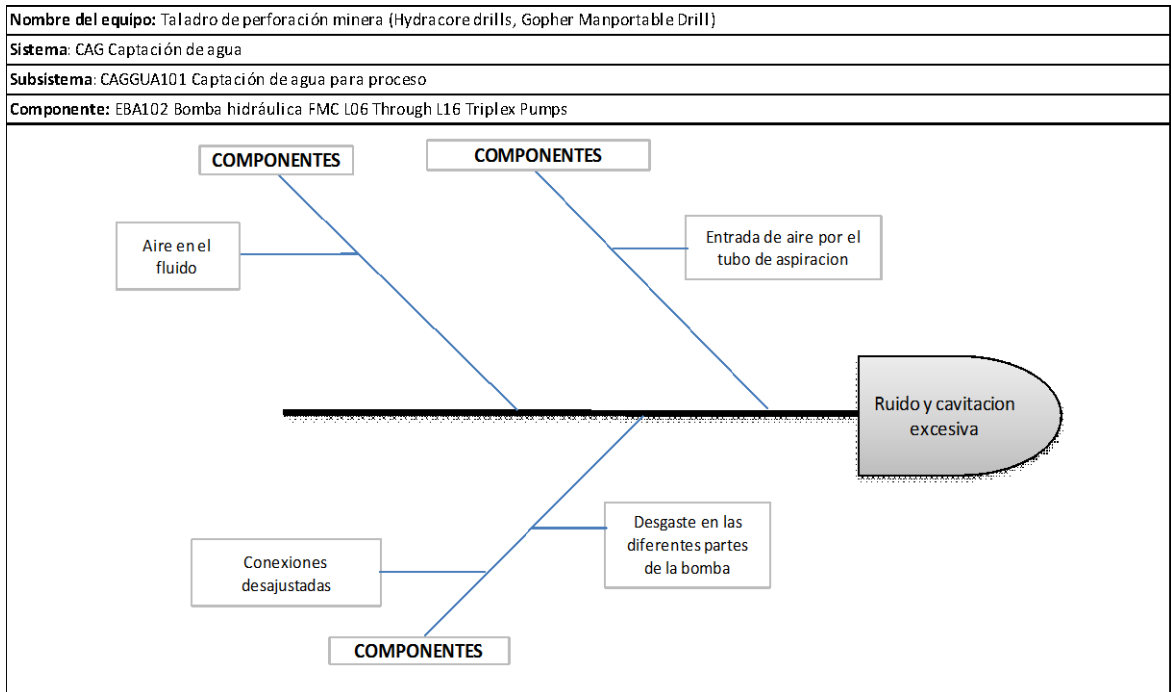 Nombre del equipo: Taladro de perforación minera (Hydracore drills, Gopher Manportable Drill)
Sistema: CAG Captación de agua
Subsistema: CAGGUA101 Captación de agua para proceso
Componente: EBA102 Bomba hidráulica FMC L06 Through L16 Triplex Pumps
COMPONENTES
COMPONENTES
Aire en el
fluido
Entrada de aire por el
tubo de aspiracion
Ruido y cavitacion
excesiva
Desgaste en las
diferentes partes
de la bomba
Conexiones
desajustadas
COMPONENTES